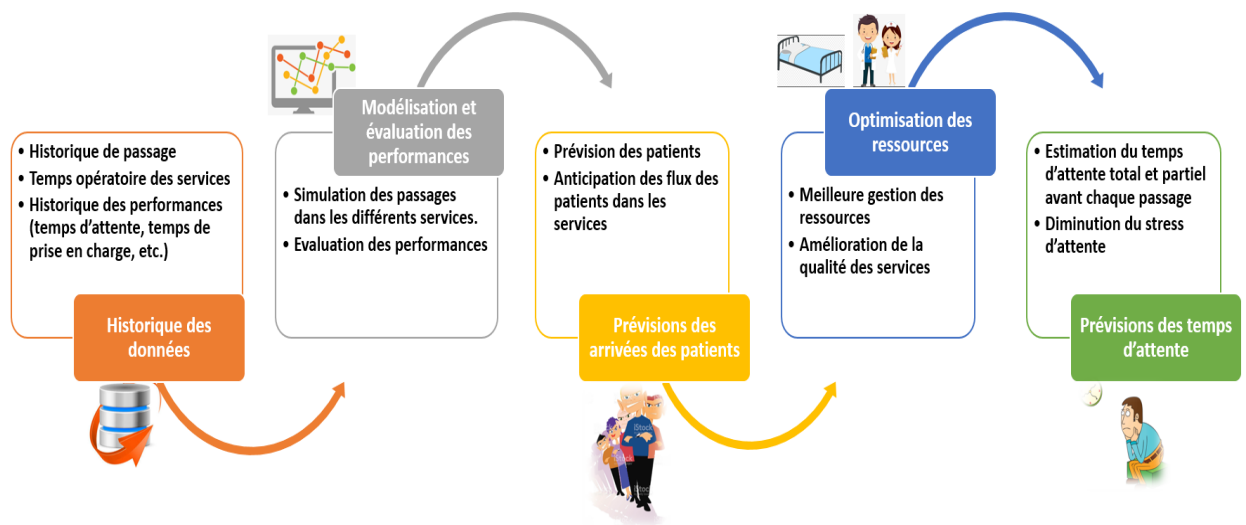 • Historique de passage
• Temps opératoire des services
• Historique des performances
(temps d'attente, temps de
prise en charge, etc.)
Historique des
données
Modélisation et
évaluation des
performances
• Simulation des passages
dans les différents services.
• Evaluation des performances
• Prévision des patients
• Anticipation des flux des
patients dans les
services
Prévisions des
arrivées des patients
iStock
iStock
iStock
Optimisation des
ressources
• Meilleure gestion des
ressources
• Amélioration de la
qualité des services
• Estimation du temps
d'attente total et partiel
avant chaque passage
• Diminution du stress
d'attente
Prévisions des temps
d'attente